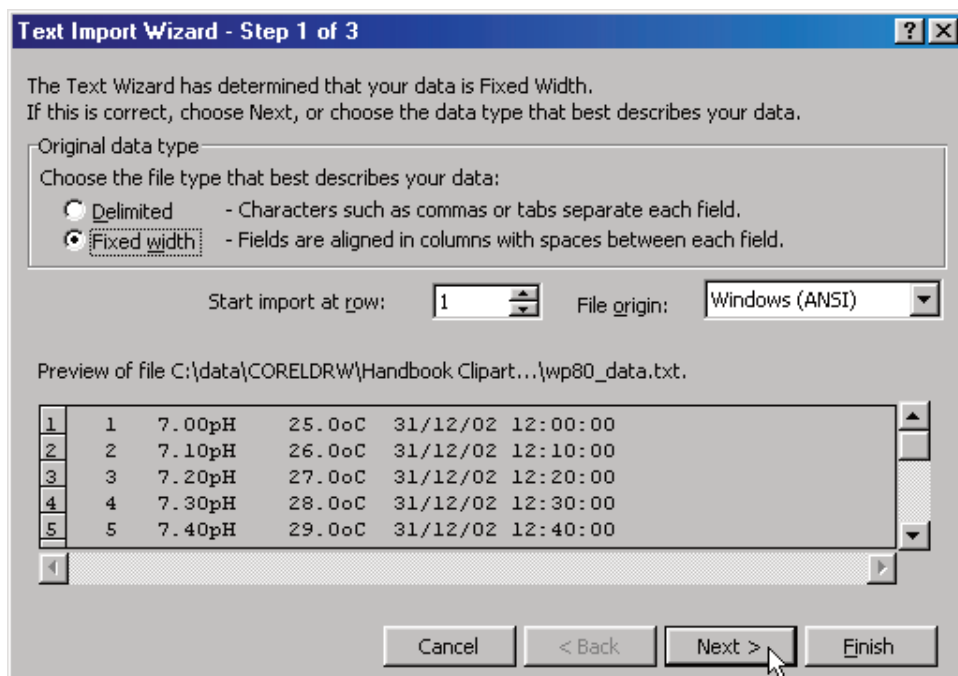 Text Import Wizard - Step 1 of 3
The Text Wizard has determined that your data is Fixed Width.
If this is correct, choose Next, or choose the data type that best describes your data.
Original data type
Choose the file type that best describes your data:
Delimited - Characters such as commas or tabs separate each field.
Fixed width - Fields are aligned in columns with spaces between each field.
Start import at row: 1 File origin: Windows (ANSI)
Preview of file C:\data\CORELDRW\Handbook Clipart...\wp80_data.txt.
1 1 7.00pH 25.0oC 31/12/02 12:00:00
2 2 7.10pH 26.0oC 31/12/02 12:10:00
3 3 7.20pH 27.0oC 31/12/02 12:20:00
4 4 7.30pH 28.0oC 31/12/02 12:30:00
5 5 7.40pH 29.0oC 31/12/02 12:40:00
Cancel < Back Next > Finish